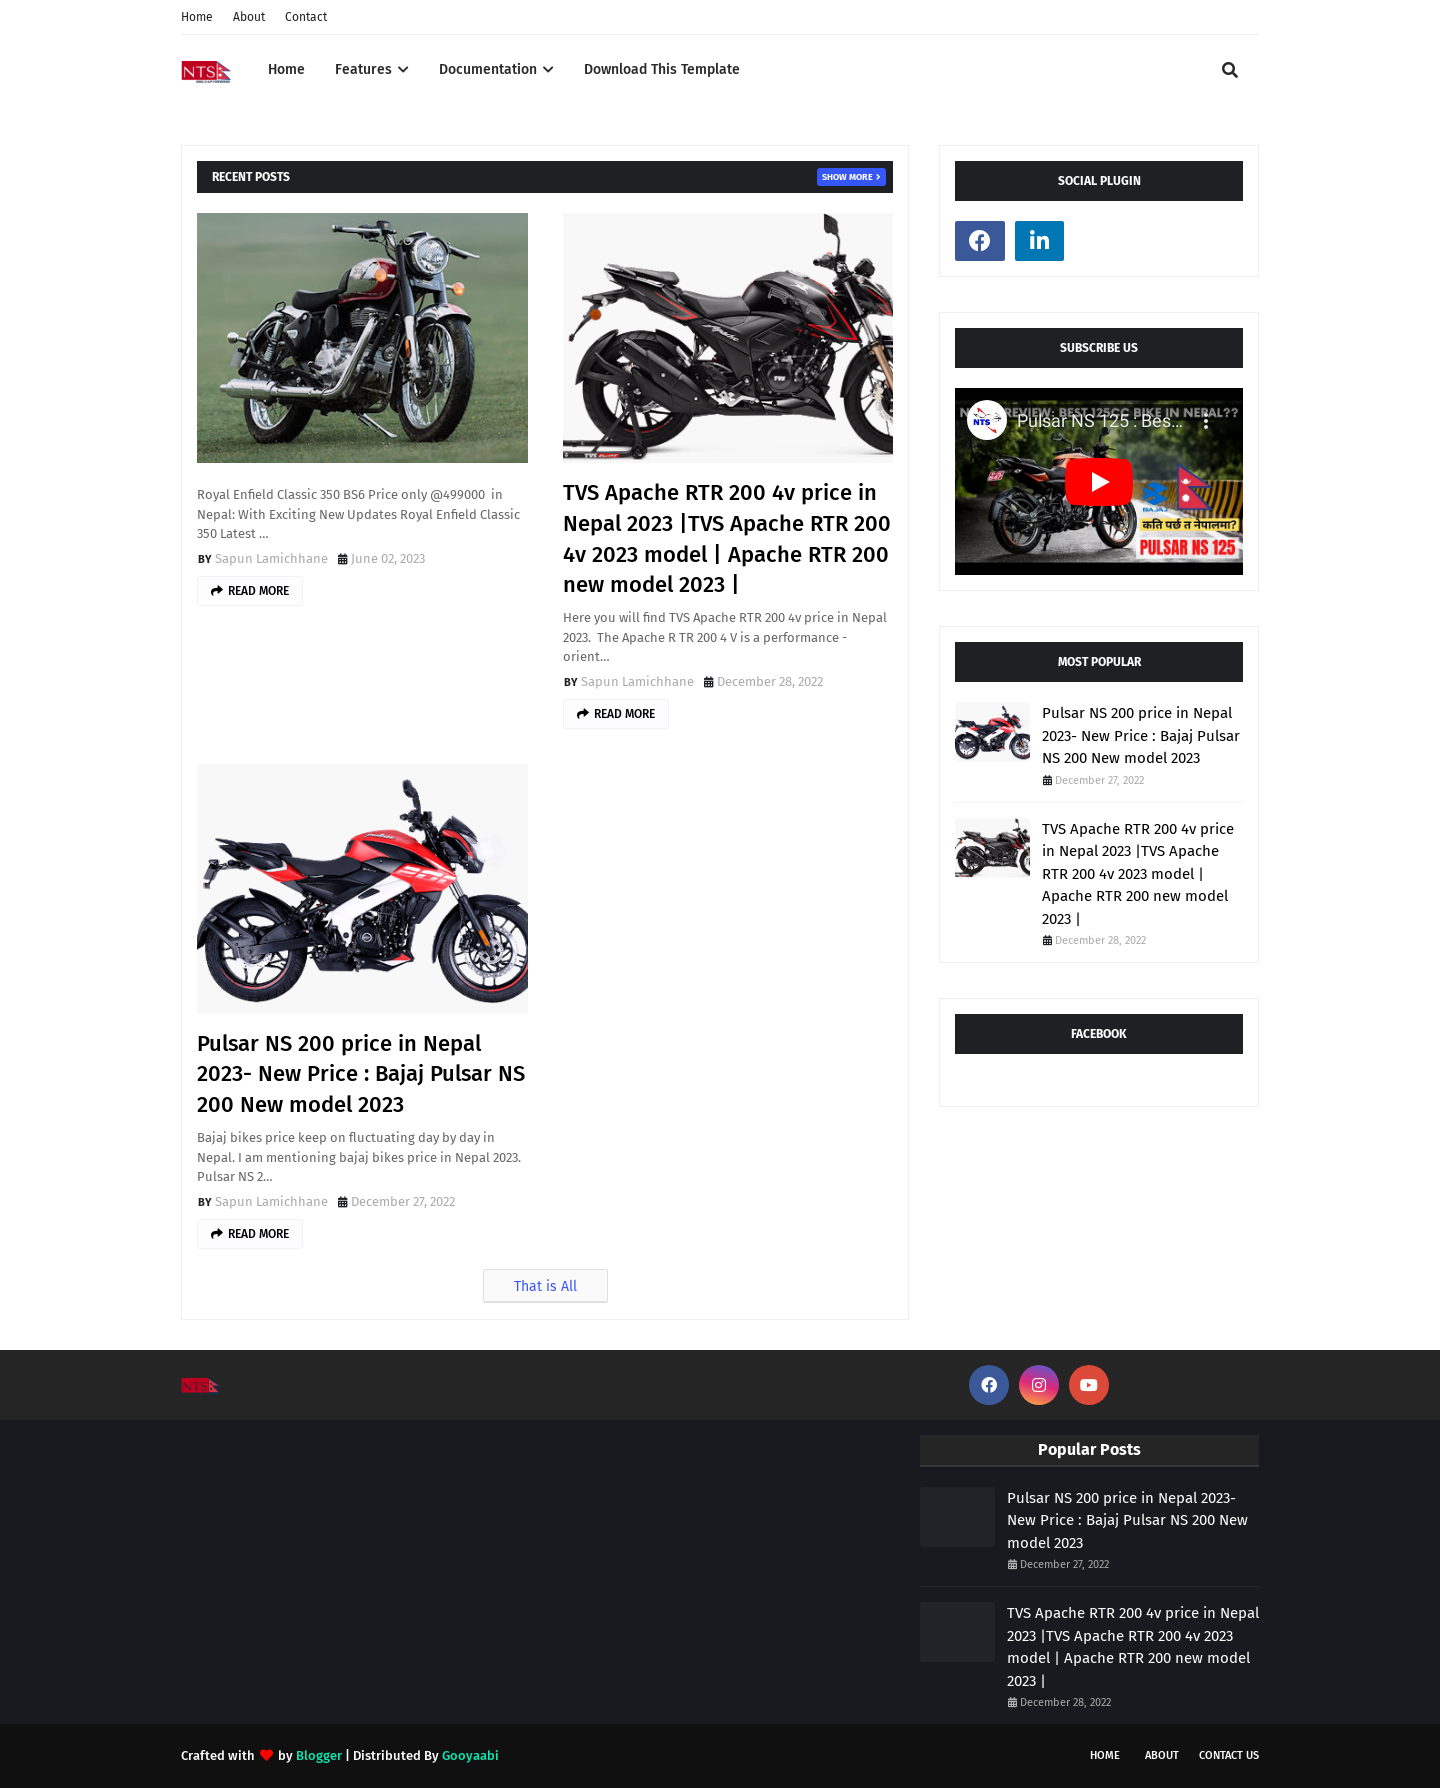 Home About Contact
NTS
Home Features Documentation Download This Template
RECENT POSTS
SHOW MORE
Royal Enfield Classic 350 BS6 Price only @499000 in
Nepal: With Exciting New Updates Royal Enfield Classic
350 Latest ...
BY Sapun Lamichhane June 02, 2023
READ MORE
TVS Apache RTR 200 4v price in
Nepal 2023 |TVS Apache RTR 200
4v 2023 model | Apache RTR 200
new model 2023 |
Here you will find TVS Apache RTR 200 4v price in Nepal
2023. The Apache R TR 200 4 V is a performance -
orient...
BY Sapun Lamichhane December 28, 2022
READ MORE
Pulsar NS 200 price in Nepal
2023- New Price : Bajaj Pulsar NS
200 New model 2023
Bajaj bikes price keep on fluctuating day by day in
Nepal. I am mentioning bajaj bikes price in Nepal 2023.
Pulsar NS 2...
BY Sapun Lamichhane December 27, 2022
READ MORE
That is All
SOCIAL PLUGIN
SUBSCRIBE US
REVIEW: BEST 125CC BIKE IN NEPAL??
NTS
Pulsar NS 125 : Bes...
BAJAJ
कति पर्छ त नेपालमा?
PULSAR NS 125
MOST POPULAR
Pulsar NS 200 price in Nepal
2023- New Price : Bajaj Pulsar
NS 200 New model 2023
December 27, 2022
TVS Apache RTR 200 4v price
in Nepal 2023 |TVS Apache
RTR 200 4v 2023 model |
Apache RTR 200 new model
2023 |
December 28, 2022
FACEBOOK
NTS
Popular Posts
Pulsar NS 200 price in Nepal 2023-
New Price : Bajaj Pulsar NS 200 New
model 2023
December 27, 2022
TVS Apache RTR 200 4v price in Nepal
2023 |TVS Apache RTR 200 4v 2023
model | Apache RTR 200 new model
2023 |
December 28, 2022
Crafted with by Blogger | Distributed By Gooyaabi
HOME ABOUT CONTACT US